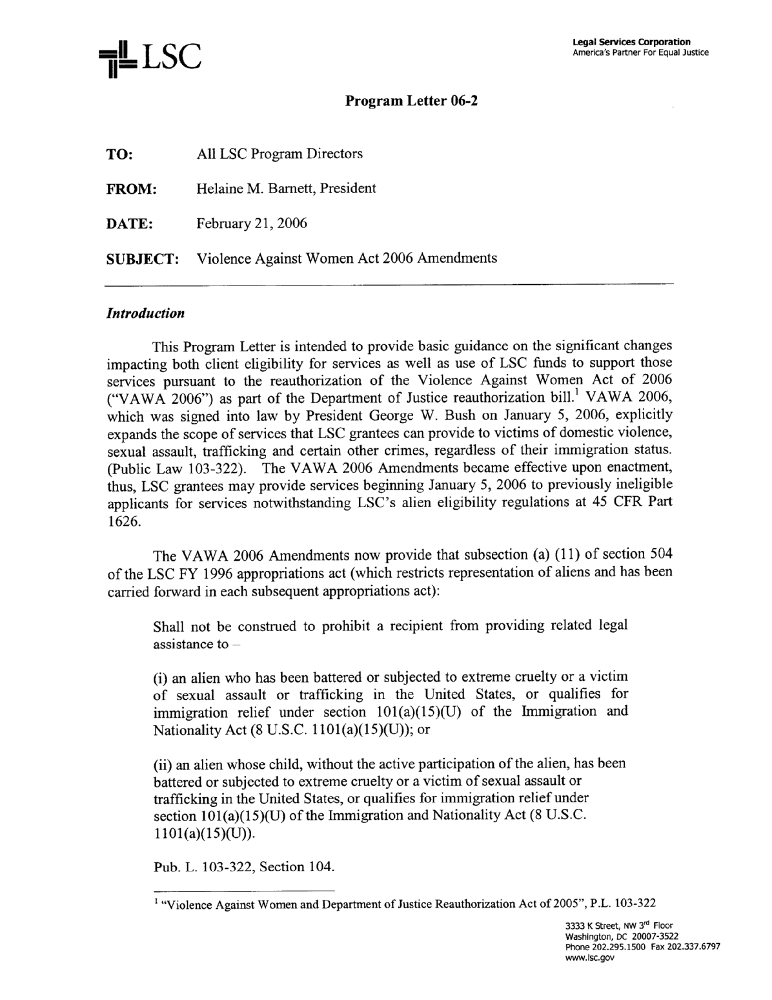 LSC
Legal Services Corporation
America's Partner For Equal Justice
Program Letter 06-2
TO: All LSC Program Directors
FROM: Helaine M. Barnett, President
DATE: February 21, 2006
SUBJECT: Violence Against Women Act 2006 Amendments
Introduction
This Program Letter is intended to provide basic guidance on the significant changes
impacting both client eligibility for services as well as use of LSC funds to support those
services pursuant to the reauthorization of the Violence Against Women Act of 2006
("VAWA 2006") as part of the Department of Justice reauthorization bill.1 VAWA 2006,
which was signed into law by President George W. Bush on January 5, 2006, explicitly
expands the scope of services that LSC grantees can provide to victims of domestic violence,
sexual assault, trafficking and certain other crimes, regardless of their immigration status.
(Public Law 103-322). The VAWA 2006 Amendments became effective upon enactment,
thus, LSC grantees may provide services beginning January 5, 2006 to previously ineligible
applicants for services notwithstanding LSC's alien eligibility regulations at 45 CFR Part
1626.
The VAWA 2006 Amendments now provide that subsection (a) (11) of section 504
of the LSC FY 1996 appropriations act (which restricts representation of aliens and has been
carried forward in each subsequent appropriations act):
Shall not be construed to prohibit a recipient from providing related legal
assistance to –
(i) an alien who has been battered or subjected to extreme cruelty or a victim
of sexual assault or trafficking in the United States, or qualifies for
immigration relief under section 101(a)(15)(U) of the Immigration and
Nationality Act (8 U.S.C. 1101(a)(15)(U)); or
(ii) an alien whose child, without the active participation of the alien, has been
battered or subjected to extreme cruelty or a victim of sexual assault or
trafficking in the United States, or qualifies for immigration relief under
section 101(a)(15)(U) of the Immigration and Nationality Act (8 U.S.C.
1101(a)(15)(U)).
Pub. L. 103-322, Section 104.
1 "Violence Against Women and Department of Justice Reauthorization Act of 2005", P.L. 103-322
3333 K Street, NW 3rd Floor
Washington, DC 20007-3522
Phone 202.295.1500 Fax 202.337.6797
www.lsc.gov